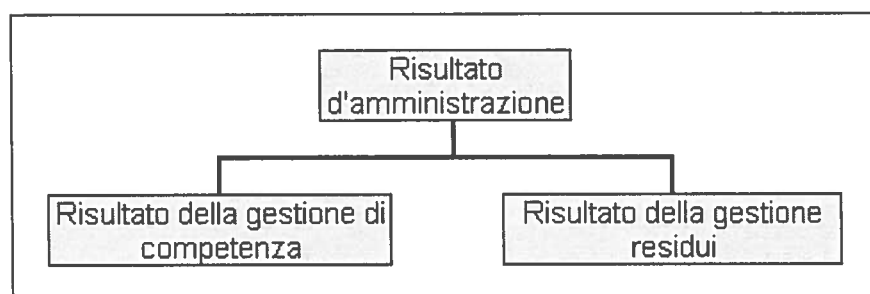 Risultato
d'amministrazione
Risultato della gestione di
competenza
Risultato della gestione
residui